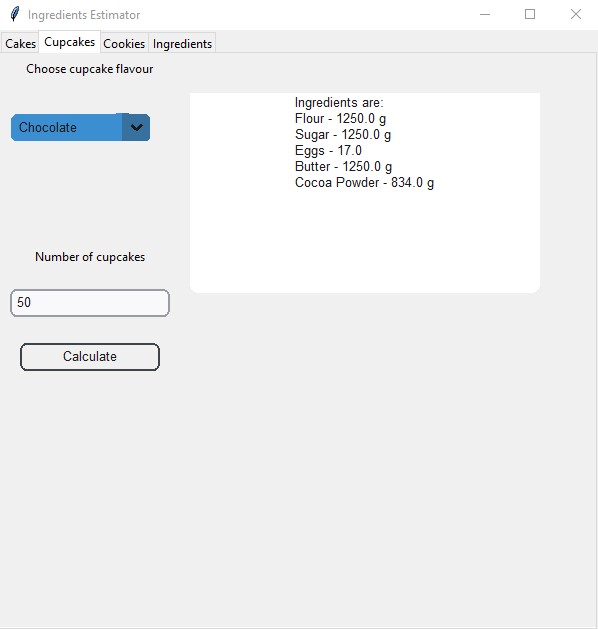 Ingredients Estimator
Cakes Cupcakes Cookies Ingredients
Choose cupcake flavour
Chocolate
Ingredients are:
Flour - 1250.0 g
Sugar - 1250.0 g
Eggs - 17.0
Butter - 1250.0 g
Cocoa Powder - 834.0 g
Number of cupcakes
50
Calculate